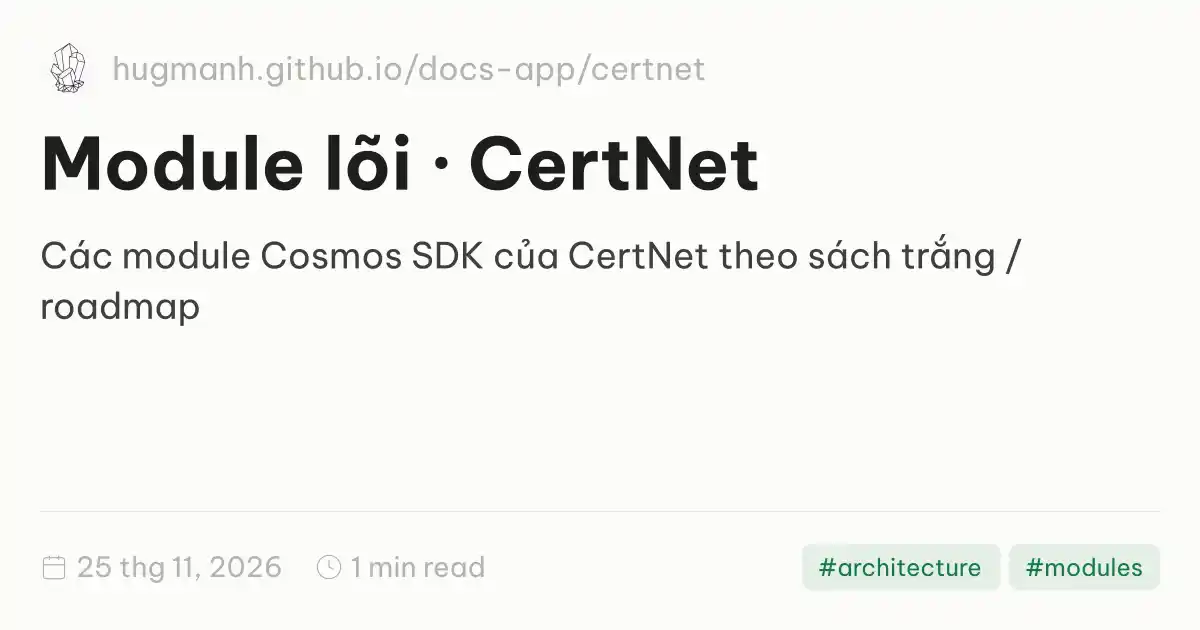 hugmanh.github.io/docs-app/certnet
Module lõi · CertNet
Các module Cosmos SDK của CertNet theo sách trắng /
roadmap
25 thg 11, 2026 1 min read #architecture #modules